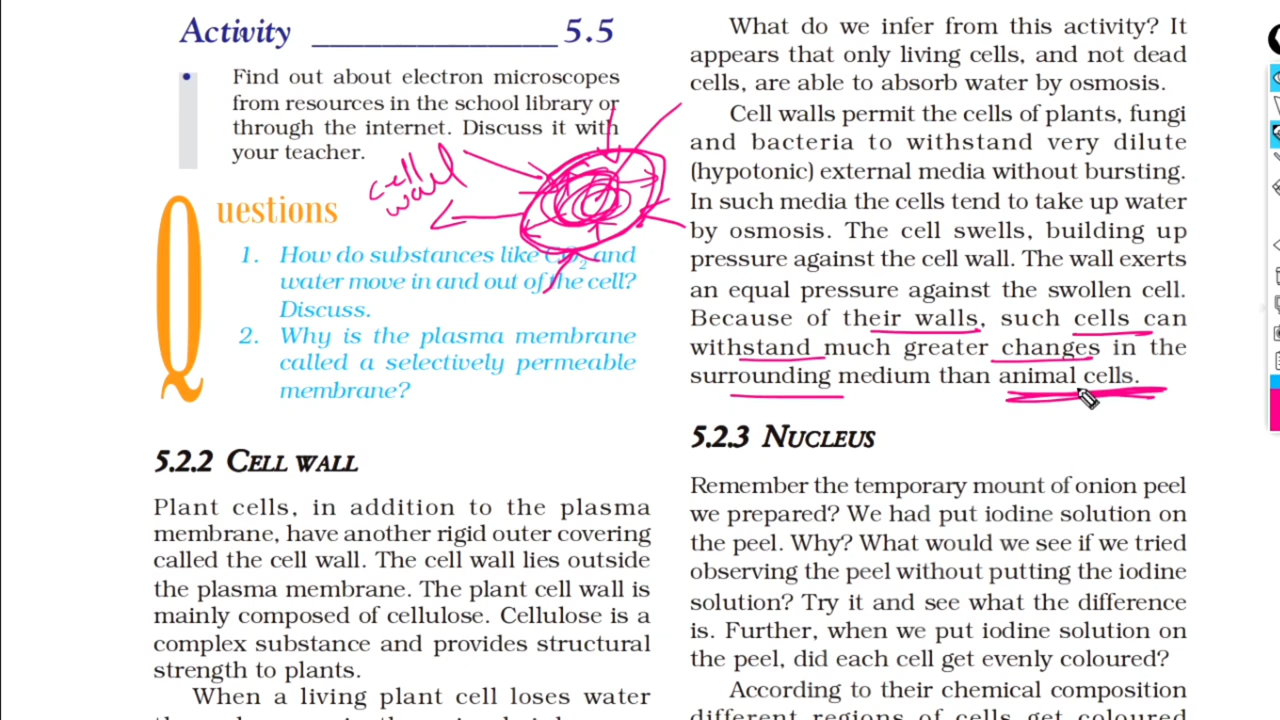 Activity ______________ 5.5
• Find out about electron microscopes
from resources in the school library or
through the internet. Discuss it with
your teacher.
Questions
cell
wall
1. How do substances like CO2 and
water move in and out of the cell?
Discuss.
2. Why is the plasma membrane
called a selectively permeable
membrane?
5.2.2 CELL WALL
Plant cells, in addition to the plasma
membrane, have another rigid outer covering
called the cell wall. The cell wall lies outside
the plasma membrane. The plant cell wall is
mainly composed of cellulose. Cellulose is a
complex substance and provides structural
strength to plants.
When a living plant cell loses water
What do we infer from this activity? It
appears that only living cells, and not dead
cells, are able to absorb water by osmosis.
Cell walls permit the cells of plants, fungi
and bacteria to withstand very dilute
(hypotonic) external media without bursting.
In such media the cells tend to take up water
by osmosis. The cell swells, building up
pressure against the cell wall. The wall exerts
an equal pressure against the swollen cell.
Because of their walls, such cells can
withstand much greater changes in the
surrounding medium than animal cells.
5.2.3 NUCLEUS
Remember the temporary mount of onion peel
we prepared? We had put iodine solution on
the peel. Why? What would we see if we tried
observing the peel without putting the iodine
solution? Try it and see what the difference
is. Further, when we put iodine solution on
the peel, did each cell get evenly coloured?
According to their chemical composition
different regions of cells get coloured